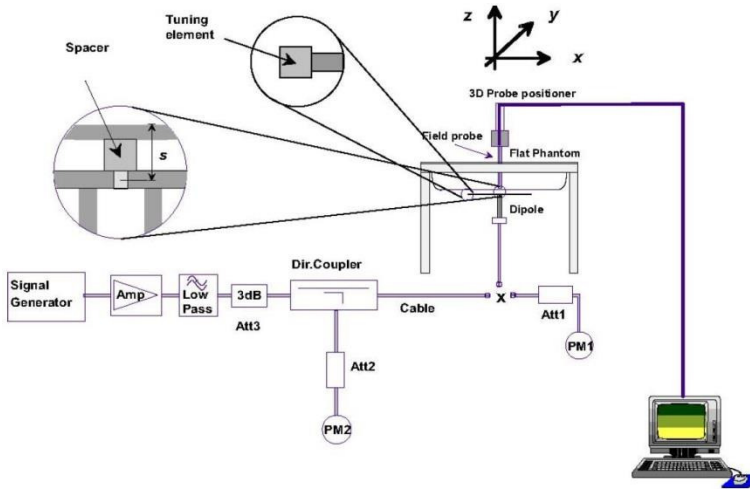 Tuning
element
Spacer
s
z
y
x
3D Probe positioner
Field probe
Flat Phantom
Dipole
Signal
Generator
Amp
Low
Pass
3dB
Att3
Dir.Coupler
Cable
x
Att1
PM1
Att2
PM2